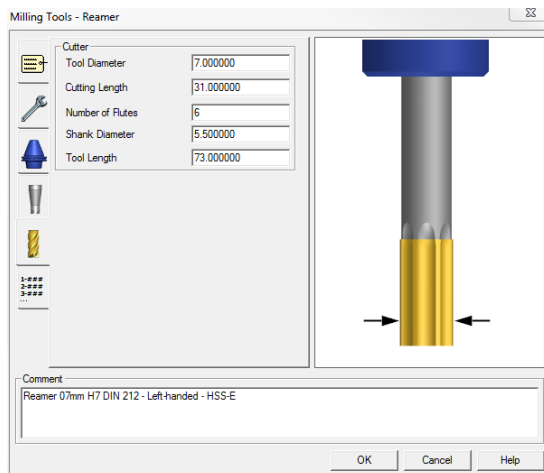 Milling Tools - Reamer
Cutter
Tool Diameter 7.000000
Cutting Length 31.000000
Number of Flutes 6
Shank Diameter 5.500000
Tool Length 73.000000
1-###
2-###
3-###
...
Comment
Reamer 07mm H7 DIN 212 - Left-handed - HSS-E
OK Cancel Help